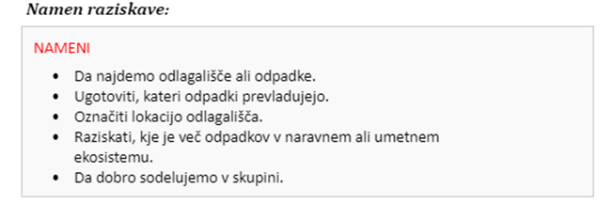 Namen raziskave:
NAMENI
• Da najdemo odlagališče ali odpadke.
• Ugotoviti, kateri odpadki prevladujejo.
• Označiti lokacijo odlagališča.
• Raziskati, kje je več odpadkov v naravnem ali umetnem
ekosistemu.
• Da dobro sodelujemo v skupini.